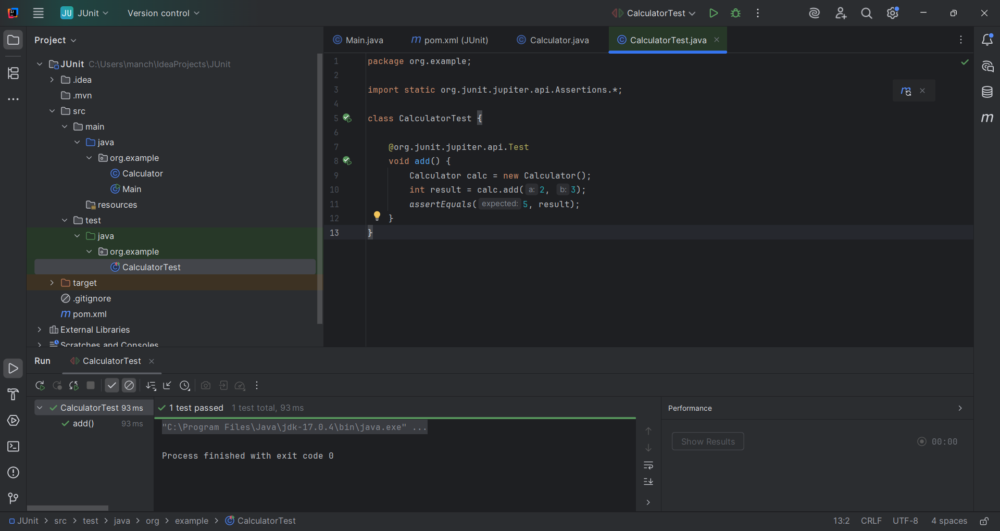 JU JUnit Version control CalculatorTest
Project
JUnit C:\Users\manch\IdeaProjects\JUnit
.idea
.mvn
src
main
java
org.example
Calculator
Main
resources
test
java
org.example
CalculatorTest
target
.gitignore
pom.xml
External Libraries
Scratches and Consoles
Main.java pom.xml (JUnit) Calculator.java CalculatorTest.java
1 package org.example;
2
3 import static org.junit.jupiter.api.Assertions.*;
4
5 class CalculatorTest {
6
7 @org.junit.jupiter.api.Test
8 void add() {
9 Calculator calc = new Calculator();
10 int result = calc.add( a: 2, b: 3);
11 assertEquals( expected: 5, result);
12 }
13 }
Run CalculatorTest
CalculatorTest 93 ms
add() 93 ms
1 test passed 1 test total, 93 ms
"C:\Program Files\Java\jdk-17.0.4\bin\java.exe" ...
Process finished with exit code 0
Performance
Show Results 00:00
JUnit > src > test > java > org > example > CalculatorTest
13:2 CRLF UTF-8 4 spaces